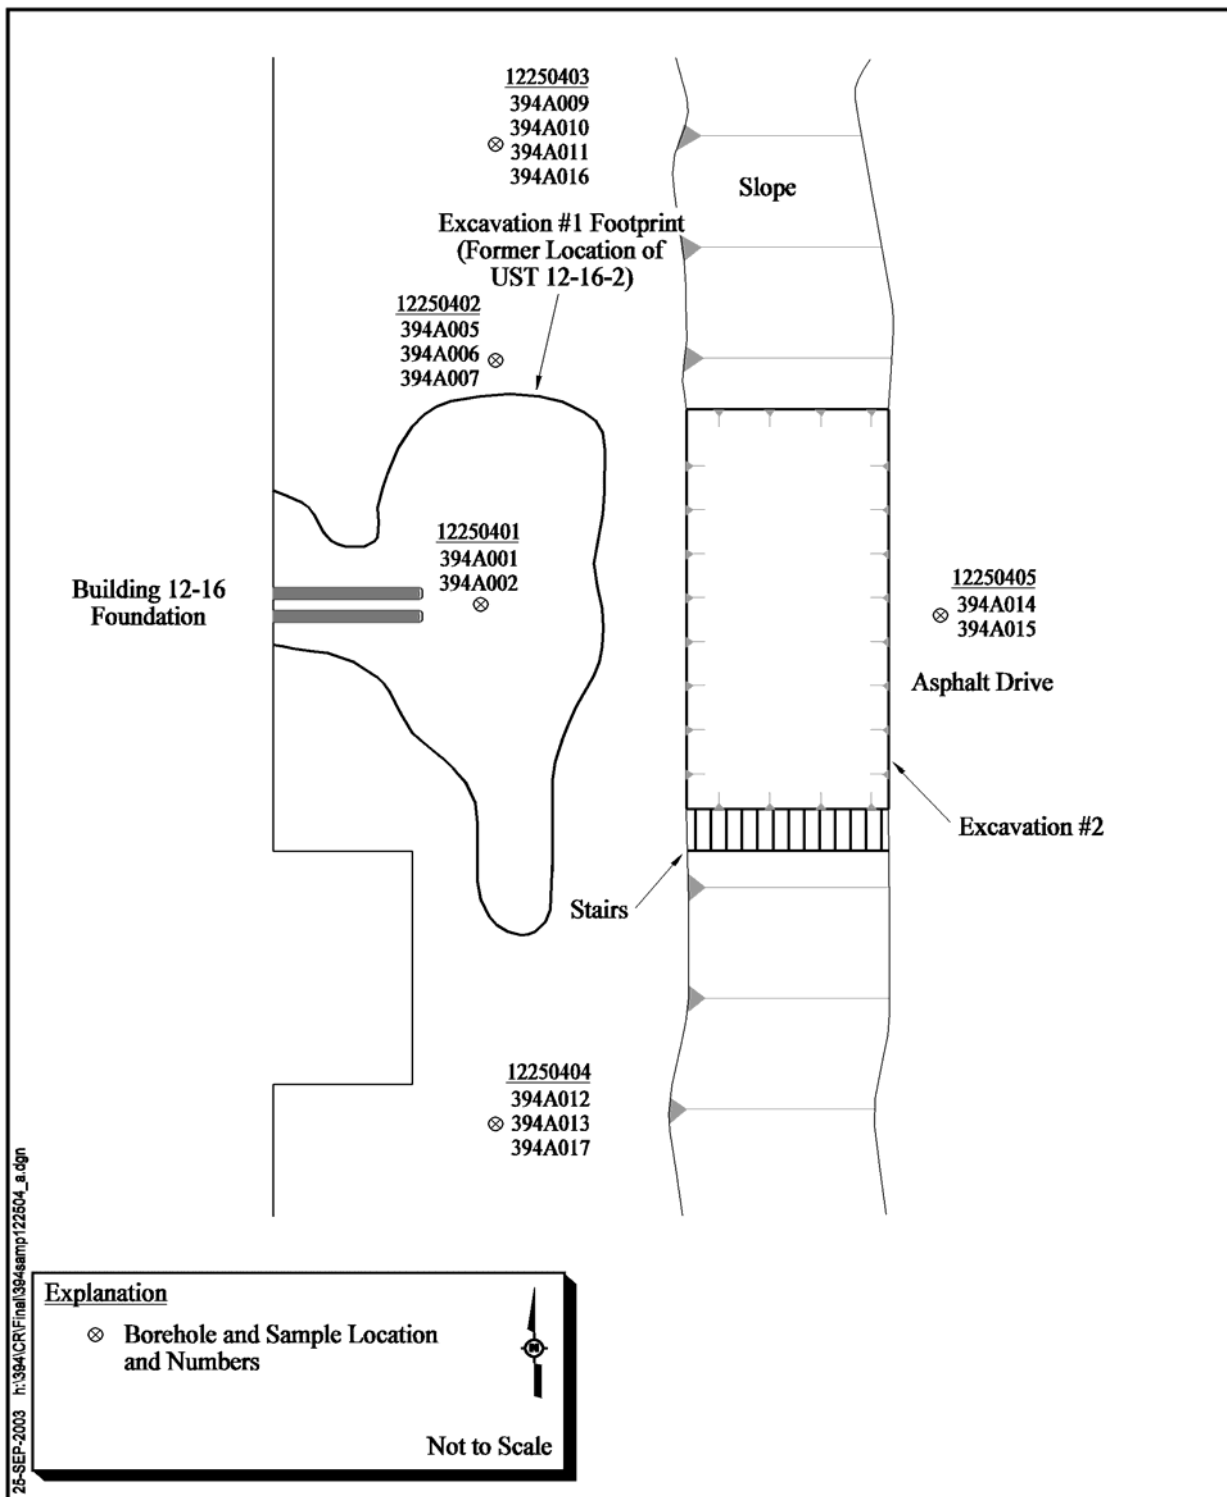 12250403
394A009
394A010
394A011
394A016
Slope
Excavation #1 Footprint
(Former Location of
UST 12-16-2)
12250402
394A005
394A006
394A007
12250401
394A001
394A002
Building 12-16
Foundation
12250405
394A014
394A015
Asphalt Drive
Excavation #2
Stairs
12250404
394A012
394A013
394A017
25-SEP-2003 h:\394\CR\Final\394samp122504_a.dgn
Explanation
Borehole and Sample Location
and Numbers
N
Not to Scale